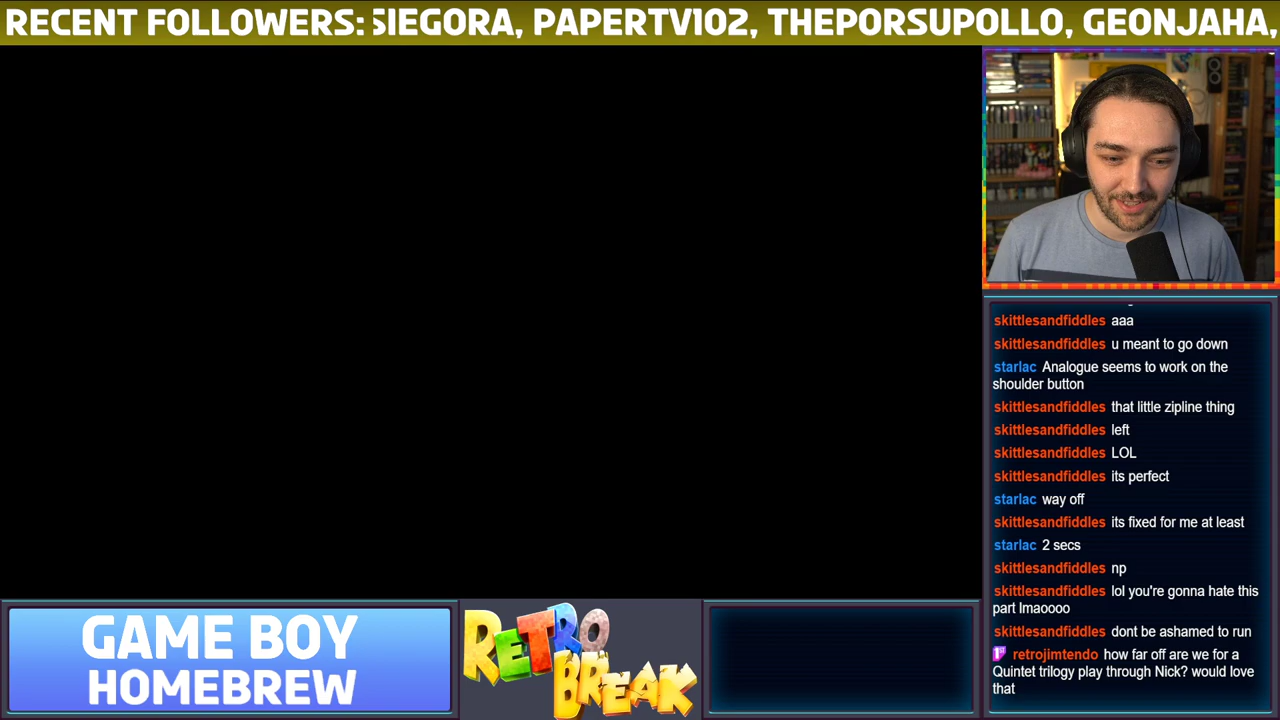 RECENT FOLLOWERS: SIEGORA, PAPERTV102, THEPORSUPOLLO, GEONJAHA,
skittlesandfiddles aaa
skittlesandfiddles u meant to go down
starlac Analogue seems to work on the
shoulder button
skittlesandfiddles that little zipline thing
skittlesandfiddles left
skittlesandfiddles LOL
skittlesandfiddles its perfect
starlac way off
skittlesandfiddles its fixed for me at least
starlac 2 secs
skittlesandfiddles np
skittlesandfiddles lol you're gonna hate this
part lmaoooo
skittlesandfiddles dont be ashamed to run
1st retrojimtendo how far off are we for a
Quintet trilogy play through Nick? would love
that
GAME BOY
HOMEBREW
RETRO
BREAK